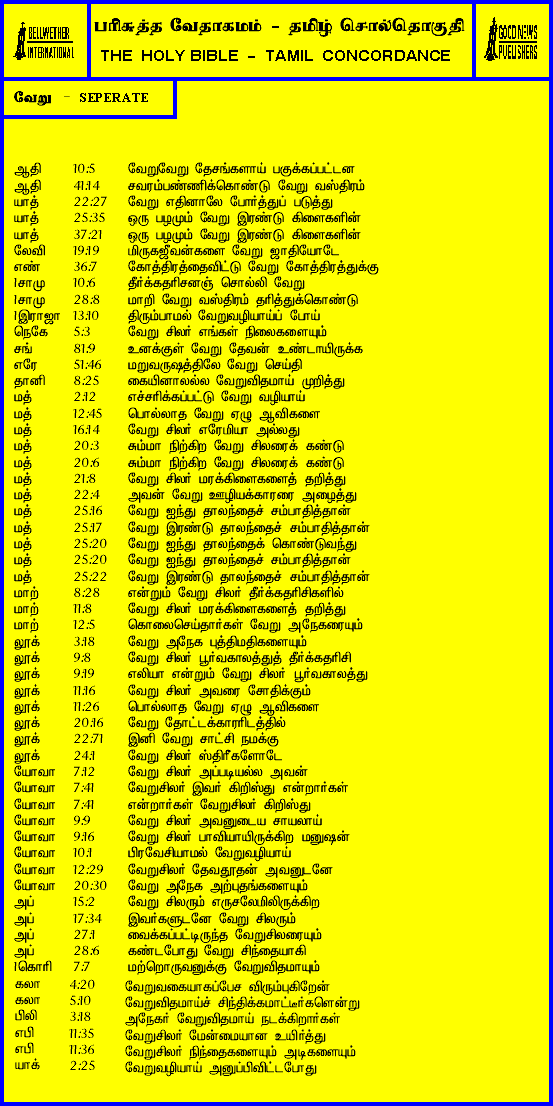 BELLWETHER
INTERNATIONAL
பரிசுத்த வேதாகமம் - தமிழ் சொல்தொகுதி
THE HOLY BIBLE - TAMIL CONCORDANCE
GOOD NEWS
PUBLISHERS
வேறு - SEPERATE
ஆதி 10:5 வேறுவேறு தேசங்களாய் பகுக்கப்பட்டன
ஆதி 41:14 சவரம்பண்ணிக்கொண்டு வேறு வஸ்திரம்
யாத் 22:27 வேறு எதினாலே போர்த்துப் படுத்து
யாத் 25:35 ஒரு பழமும் வேறு இரண்டு கிளைகளின்
யாத் 37:21 ஒரு பழமும் வேறு இரண்டு கிளைகளின்
லேவி 19:19 மிருகஜீவன்களை வேறு ஜாதியோடே
எண் 36:7 கோத்திரத்தைவிட்டு வேறு கோத்திரத்துக்கு
1சாமு 10:6 தீர்க்கதரிசனஞ் சொல்லி வேறு
1சாமு 28:8 மாறி வேறு வஸ்திரம் தரித்துக்கொண்டு
1இராஜா 13:10 திரும்பாமல் வேறுவழியாய்ப் போய்
நெகே 5:3 வேறு சிலர் எங்கள் நிலைகளையும்
சங் 81:9 உனக்குள் வேறு தேவன் உண்டாயிருக்க
எரே 51:46 மறுவருஷத்திலே வேறு செய்தி
தானி 8:25 கையினாலல்ல வேறுவிதமாய் முறித்து
மத் 2:12 எச்சரிக்கப்பட்டு வேறு வழியாய்
மத் 12:45 பொல்லாத வேறு ஏழு ஆவிகளை
மத் 16:14 வேறு சிலர் எரேமியா அல்லது
மத் 20:3 சும்மா நிற்கிற வேறு சிலரைக் கண்டு
மத் 20:6 சும்மா நிற்கிற வேறு சிலரைக் கண்டு
மத் 21:8 வேறு சிலர் மரக்கிளைகளைத் தறித்து
மத் 22:4 அவன் வேறு ஊழியக்காரரை அழைத்து
மத் 25:16 வேறு ஐந்து தாலந்தைச் சம்பாதித்தான்
மத் 25:17 வேறு இரண்டு தாலந்தைச் சம்பாதித்தான்
மத் 25:20 வேறு ஐந்து தாலந்தைக் கொண்டுவந்து
மத் 25:20 வேறு ஐந்து தாலந்தைச் சம்பாதித்தான்
மத் 25:22 வேறு இரண்டு தாலந்தைச் சம்பாதித்தான்
மாற் 8:28 என்றும் வேறு சிலர் தீர்க்கதரிசிகளில்
மாற் 11:8 வேறு சிலர் மரக்கிளைகளைத் தறித்து
மாற் 12:5 கொலைசெய்தார்கள் வேறு அநேகரையும்
லூக் 3:18 வேறு அநேக புத்திமதிகளையும்
லூக் 9:8 வேறு சிலர் பூர்வகாலத்துத் தீர்க்கதரிசி
லூக் 9:19 எலியா என்றும் வேறு சிலர் பூர்வகாலத்து
லூக் 11:16 வேறு சிலர் அவரை சோதிக்கும்
லூக் 11:26 பொல்லாத வேறு ஏழு ஆவிகளை
லூக் 20:16 வேறு தோட்டக்காரரிடத்தில்
லூக் 22:71 இனி வேறு சாட்சி நமக்கு
லூக் 24:1 வேறு சிலர் ஸ்திரீகளோடே
யோவா 7:12 வேறு சிலர் அப்படியல்ல அவன்
யோவா 7:41 வேறுசிலர் இவர் கிறிஸ்து என்றார்கள்
யோவா 7:41 என்றார்கள் வேறுசிலர் கிறிஸ்து
யோவா 9:9 வேறு சிலர் அவனுடைய சாயலாய்
யோவா 9:16 வேறு சிலர் பாவியாயிருக்கிற மனுஷன்
யோவா 10:1 பிரவேசியாமல் வேறுவழியாய்
யோவா 12:29 வேறுசிலர் தேவதூதன் அவனுடனே
யோவா 20:30 வேறு அநேக அற்புதங்களையும்
அப் 15:2 வேறு சிலரும் எருசலேமிலிருக்கிற
அப் 17:34 இவர்களுடனே வேறு சிலரும்
அப் 27:1 வைக்கப்பட்டிருந்த வேறுசிலரையும்
அப் 28:6 கண்டபோது வேறு சிந்தையாகி
1கொரி 7:7 மற்றொருவனுக்கு வேறுவிதமாயும்
கலா 4:20 வேறுவகையாகப்பேச விரும்புகிறேன்
கலா 5:10 வேறுவிதமாய்ச் சிந்திக்கமாட்டீர்களென்று
பிலி 3:18 அநேகர் வேறுவிதமாய் நடக்கிறார்கள்
எபி 11:35 வேறுசிலர் மேன்மையான உயிர்த்து
எபி 11:36 வேறுசிலர் நிந்தைகளையும் அடிகளையும்
யாக் 2:25 வேறுவழியாய் அனுப்பிவிட்டபோது